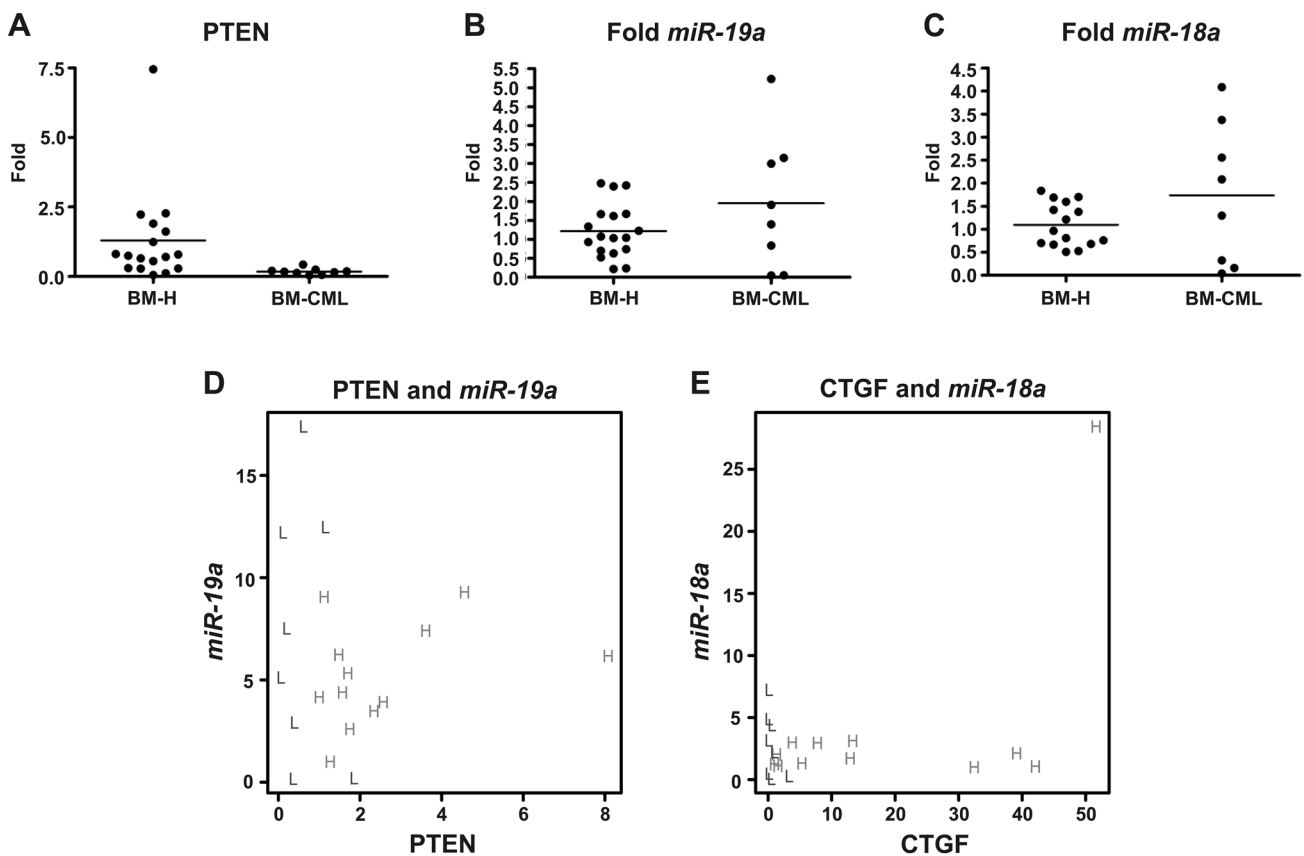 A PTEN
7.5
5.0
2.5
0.0
Fold
BM-H BM-CML
B Fold miR-19a
5.5
5.0
4.5
4.0
3.5
3.0
2.5
2.0
1.5
1.0
0.5
0.0
Fold
BM-H BM-CML
C Fold miR-18a
4.5
4.0
3.5
3.0
2.5
2.0
1.5
1.0
0.5
0.0
Fold
BM-H BM-CML
D PTEN and miR-19a
L
15
L L
10
H H
L H
H H
5 L H
H H
H H
L H
H
0 L L
miR-19a
0 2 4 6 8
PTEN
E CTGF and miR-18a
H
25
20
15
10
L
5 L L
L H H H
L H H H
H H H H H
0 L L L
miR-18a
0 10 20 30 40 50
CTGF